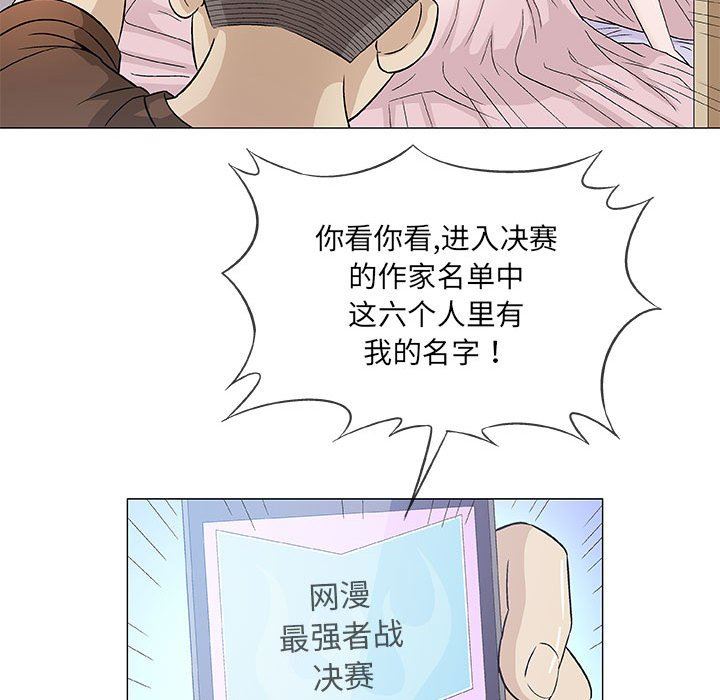 你看你看,进入决赛
的作家名单中
这六个人里有
我的名字！
网漫
最强者战
决赛